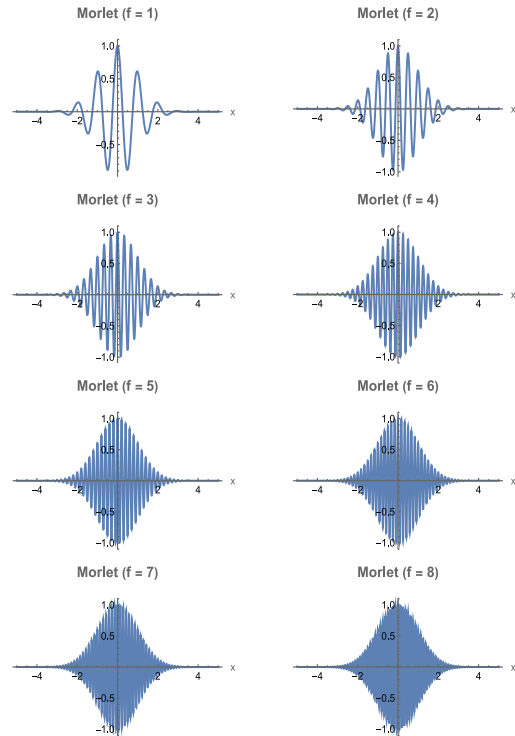 Morlet (f = 1)
1.0
0.5
−4 −2 2 4 x
−0.5
Morlet (f = 2)
1.0
0.5
−4 −2 2 4 x
−0.5
−1.0
Morlet (f = 3)
1.0
0.5
−4 −2 2 4 x
−0.5
−1.0
Morlet (f = 4)
1.0
0.5
−4 −2 2 4 x
−0.5
−1.0
Morlet (f = 5)
1.0
0.5
−4 −2 2 4 x
−0.5
−1.0
Morlet (f = 6)
1.0
0.5
−4 −2 2 4 x
−0.5
−1.0
Morlet (f = 7)
1.0
0.5
−4 −2 2 4 x
−0.5
−1.0
Morlet (f = 8)
1.0
0.5
−4 −2 2 4 x
−0.5
−1.0